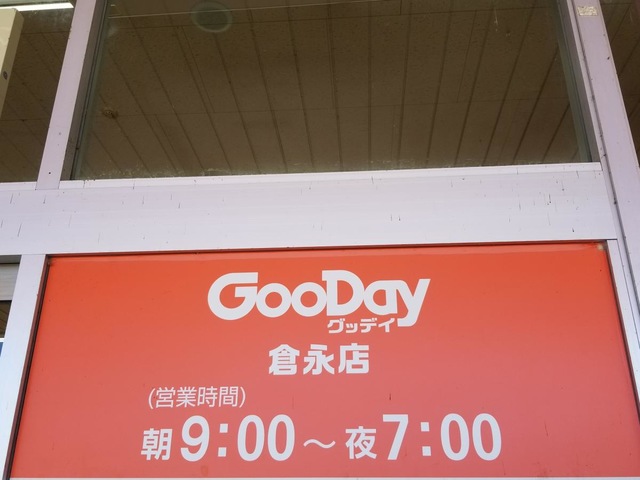 GooDay
グッデイ
倉永店
(営業時間)
朝9:00～夜7:00